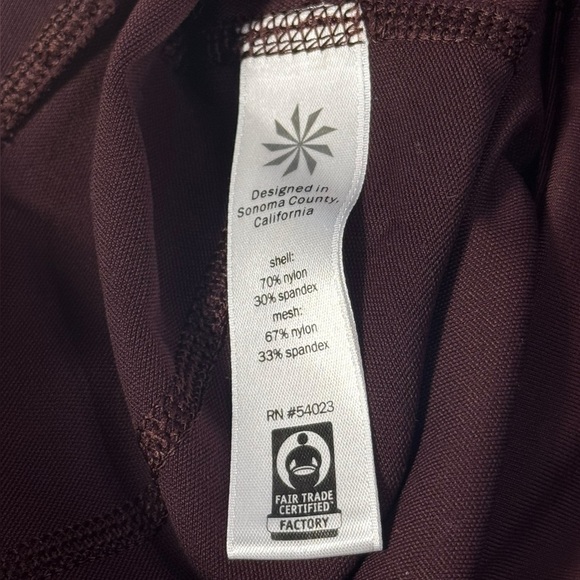 Designed in
Sonoma County,
California
shell:
70% nylon
30% spandex
mesh:
67% nylon
33% spandex
RN #54023
FAIR TRADE
CERTIFIED™
FACTORY